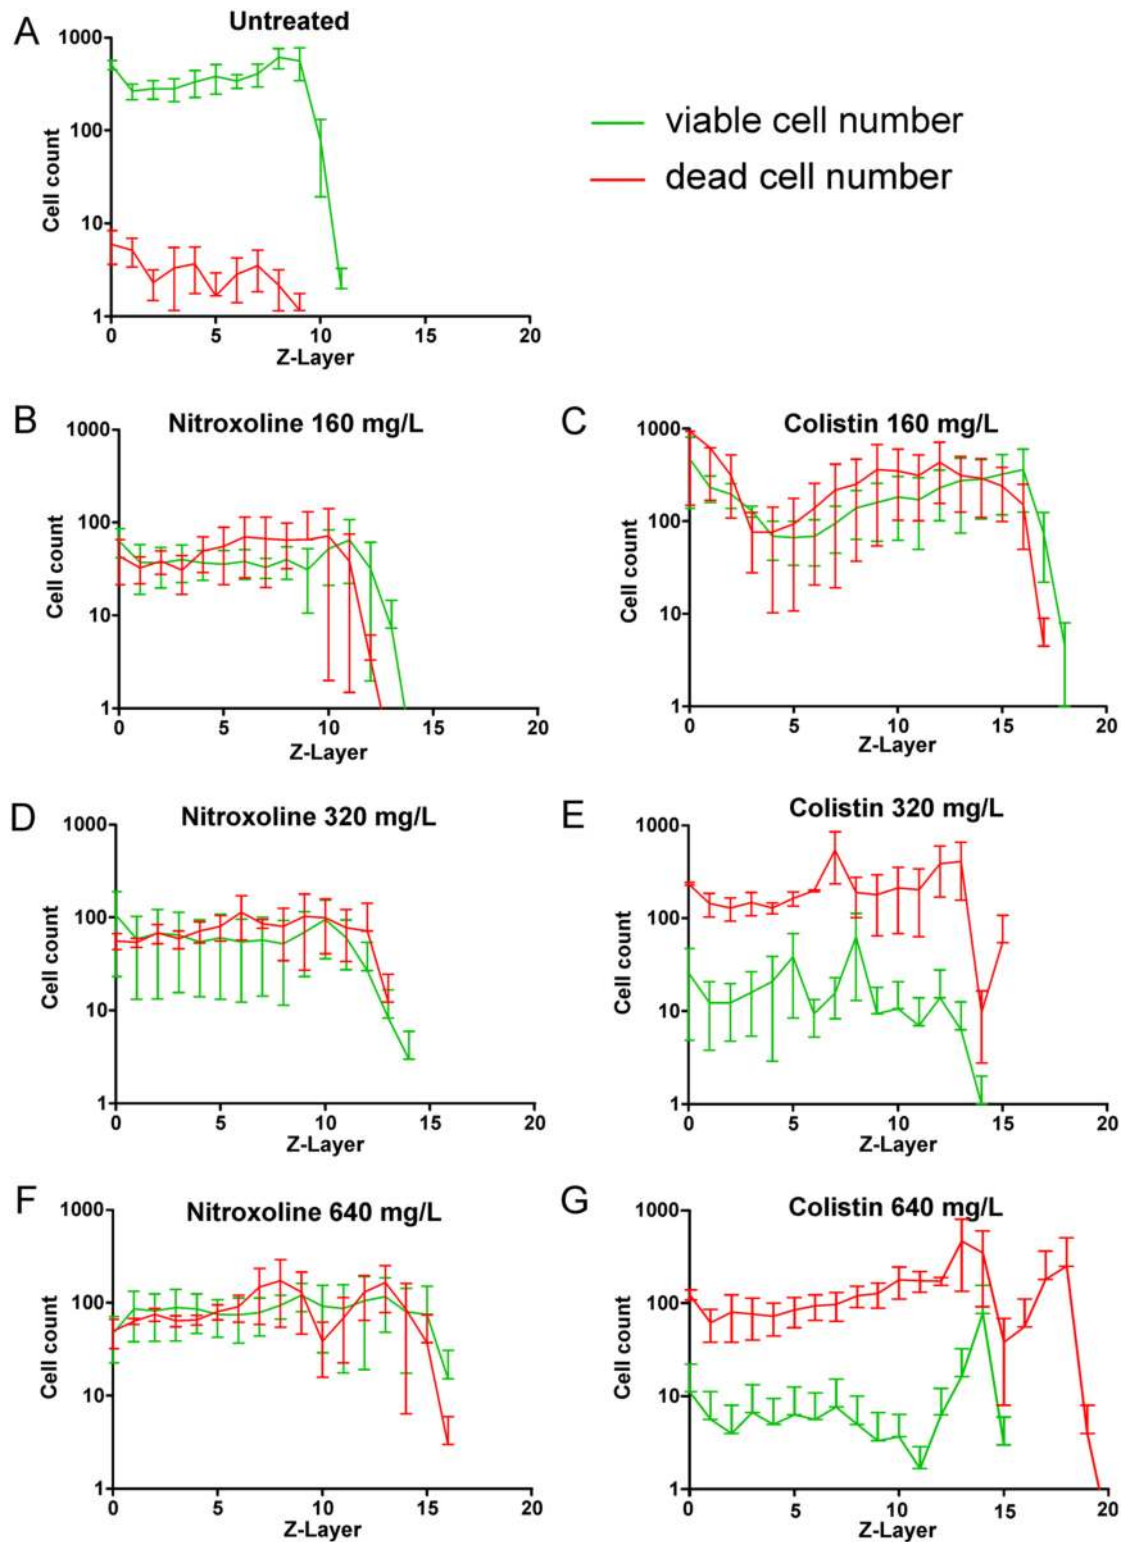 A
Untreated
1000
100
10
1
Cell count
0 5 10 15 20
Z-Layer
viable cell number
dead cell number
B
Nitroxoline 160 mg/L
1000
100
10
1
Cell count
0 5 10 15 20
Z-Layer
C
Colistin 160 mg/L
1000
100
10
1
Cell count
0 5 10 15 20
Z-Layer
D
Nitroxoline 320 mg/L
1000
100
10
1
Cell count
0 5 10 15 20
Z-Layer
E
Colistin 320 mg/L
1000
100
10
1
Cell count
0 5 10 15 20
Z-Layer
F
Nitroxoline 640 mg/L
1000
100
10
1
Cell count
0 5 10 15 20
Z-Layer
G
Colistin 640 mg/L
1000
100
10
1
Cell count
0 5 10 15 20
Z-Layer